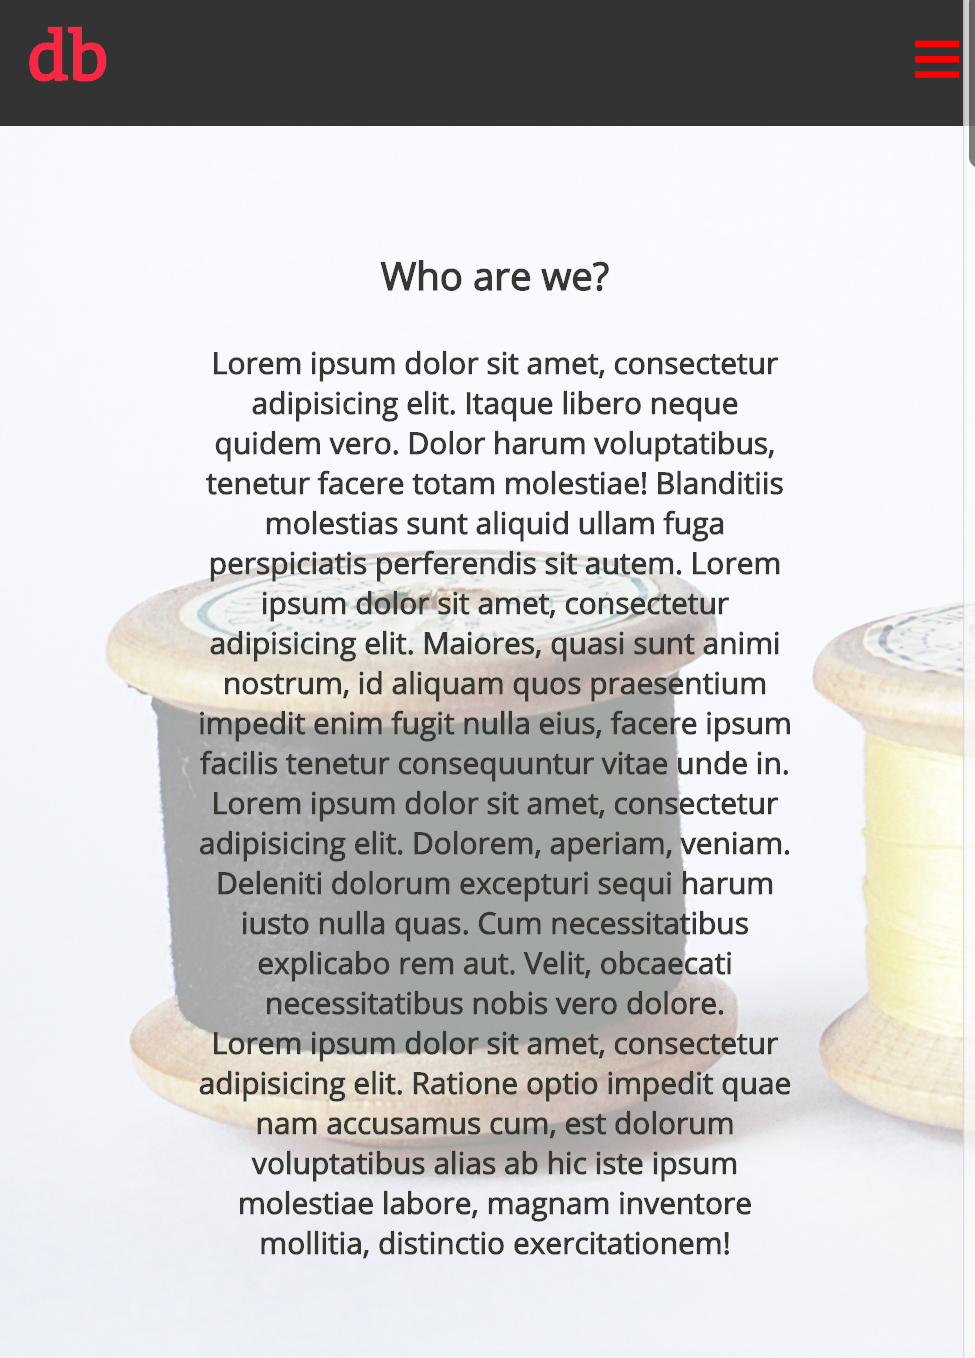 db
Who are we?
Lorem ipsum dolor sit amet, consectetur
adipisicing elit. Itaque libero neque
quidem vero. Dolor harum voluptatibus,
tenetur facere totam molestiae! Blanditiis
molestias sunt aliquid ullam fuga
perspiciatis perferendis sit autem. Lorem
ipsum dolor sit amet, consectetur
adipisicing elit. Maiores, quasi sunt animi
nostrum, id aliquam quos praesentium
impedit enim fugit nulla eius, facere ipsum
facilis tenetur consequuntur vitae unde in.
Lorem ipsum dolor sit amet, consectetur
adipisicing elit. Dolorem, aperiam, veniam.
Deleniti dolorum excepturi sequi harum
iusto nulla quas. Cum necessitatibus
explicabo rem aut. Velit, obcaecati
necessitatibus nobis vero dolore.
Lorem ipsum dolor sit amet, consectetur
adipisicing elit. Ratione optio impedit quae
nam accusamus cum, est dolorum
voluptatibus alias ab hic iste ipsum
molestiae labore, magnam inventore
mollitia, distinctio exercitationem!